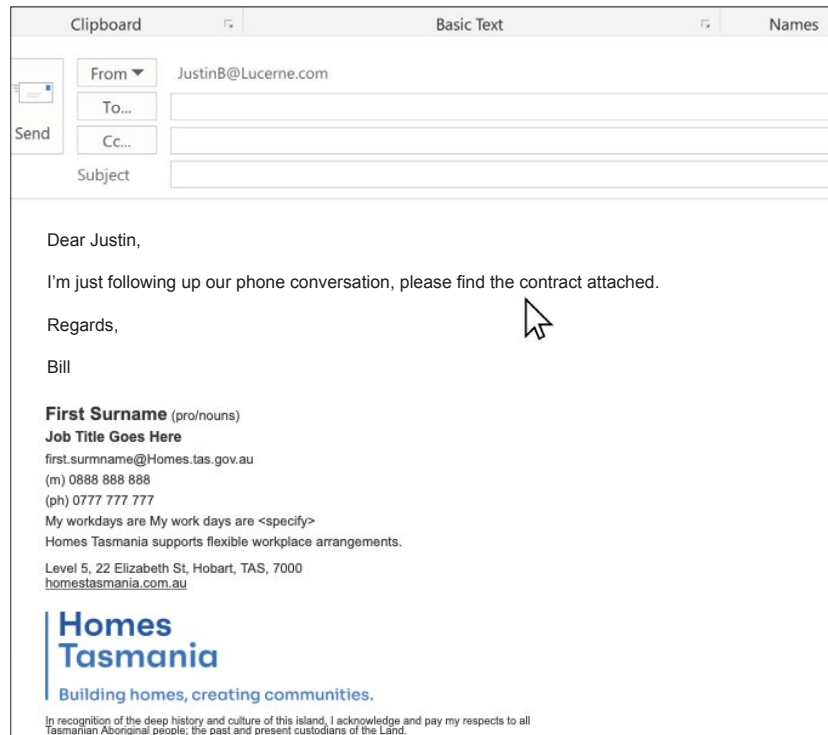 Clipboard Basic Text Names
From JustinB@Lucerne.com
To...
Send
Cc...
Subject
Dear Justin,
I'm just following up our phone conversation, please find the contract attached.
Regards,
Bill
First Surname (pro/nouns)
Job Title Goes Here
first.surmname@Homes.tas.gov.au
(m) 0888 888 888
(ph) 0777 777 777
My workdays are My work days are <specify>
Homes Tasmania supports flexible workplace arrangements.
Level 5, 22 Elizabeth St, Hobart, TAS, 7000
homestasmania.com.au
Homes
Tasmania
Building homes, creating communities.
In recognition of the deep history and culture of this island, I acknowledge and pay my respects to all
Tasmanian Aboriginal people; the past and present custodians of the Land.